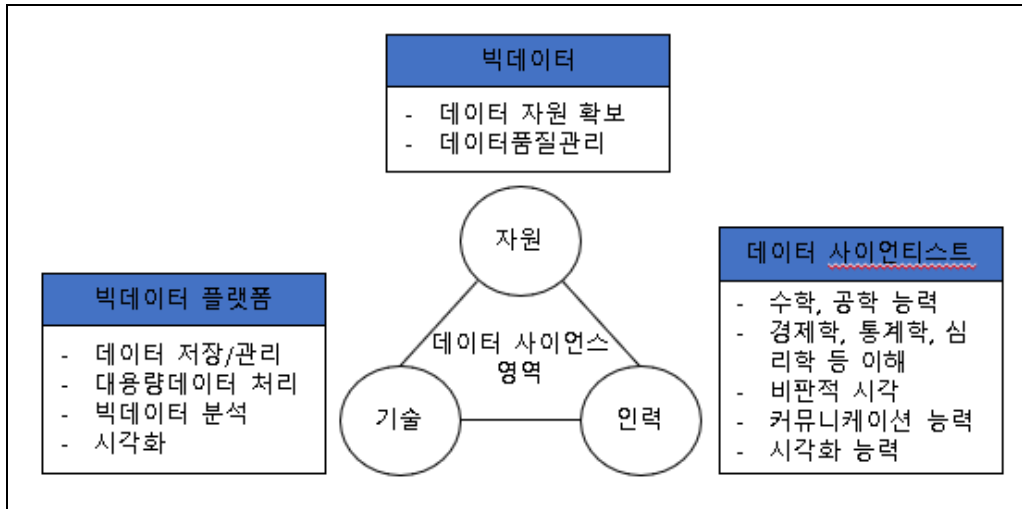 빅데이터
- 데이터 자원 확보
- 데이터품질관리
자원
데이터 사이언티스트
- 수학, 공학 능력
- 경제학, 통계학, 심
리학 등 이해
- 비판적 시각
- 커뮤니케이션 능력
- 시각화 능력
빅데이터 플랫폼
- 데이터 저장/관리
- 대용량데이터 처리
- 빅데이터 분석
- 시각화
데이터 사이언스
영역
기술
인력